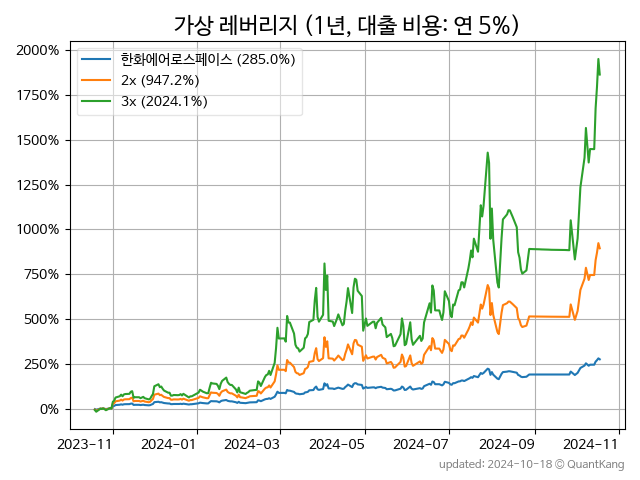 가상 레버리지 (1년, 대출 비용: 연 5%)
한화에어로스페이스 (285.0%)
2x (947.2%)
3x (2024.1%)
2000%
1750%
1500%
1250%
1000%
750%
500%
250%
0%
2023-11 2024-01 2024-03 2024-05 2024-07 2024-09 2024-11
updated: 2024-10-18 © QuantKang